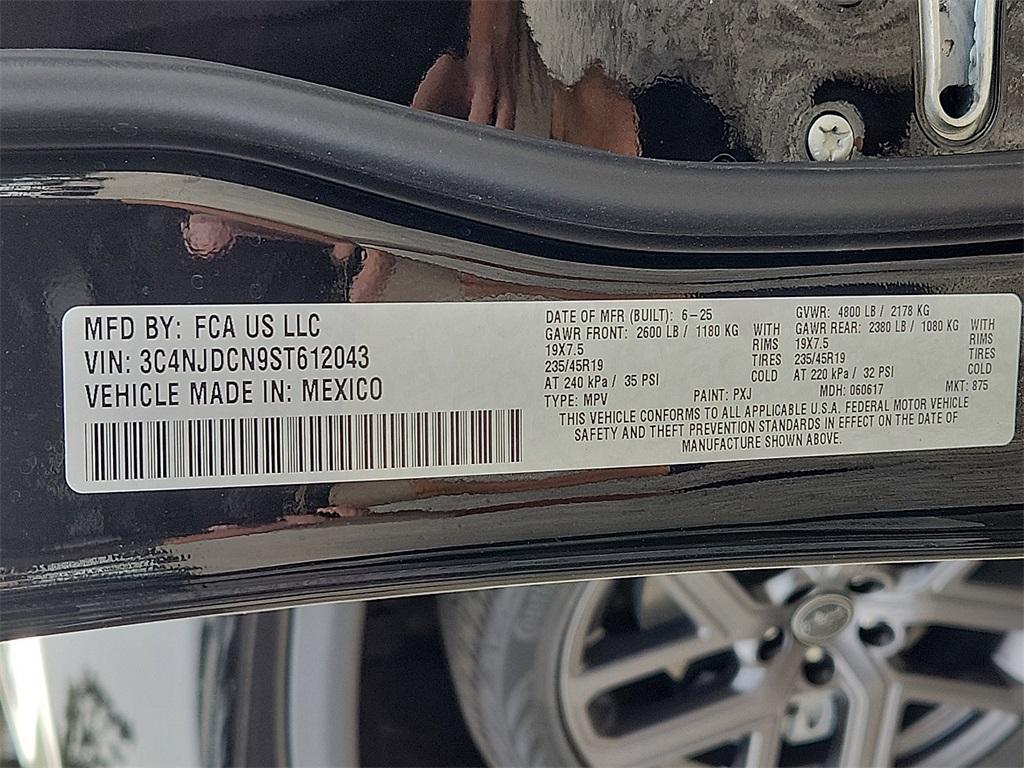 MFD BY: FCA US LLC
VIN: 3C4NJDCN9ST612043
VEHICLE MADE IN: MEXICO
DATE OF MFR (BUILT): 6-25
GVWR: 4800 LB / 2178 KG
GAWR FRONT: 2600 LB / 1180 KG
19X7.5
235/45R19
AT 240 kPa / 35 PSI
WITH
RIMS
TIRES
COLD
GAWR REAR: 2380 LB / 1080 KG
19X7.5
235/45R19
AT 220 kPa / 32 PSI
WITH
RIMS
TIRES
COLD
TYPE: MPV
PAINT: PXJ
MDH: 060617
MKT: 875
THIS VEHICLE CONFORMS TO ALL APPLICABLE U.S.A. FEDERAL MOTOR VEHICLE
SAFETY AND THEFT PREVENTION STANDARDS IN EFFECT ON THE DATE OF
MANUFACTURE SHOWN ABOVE.